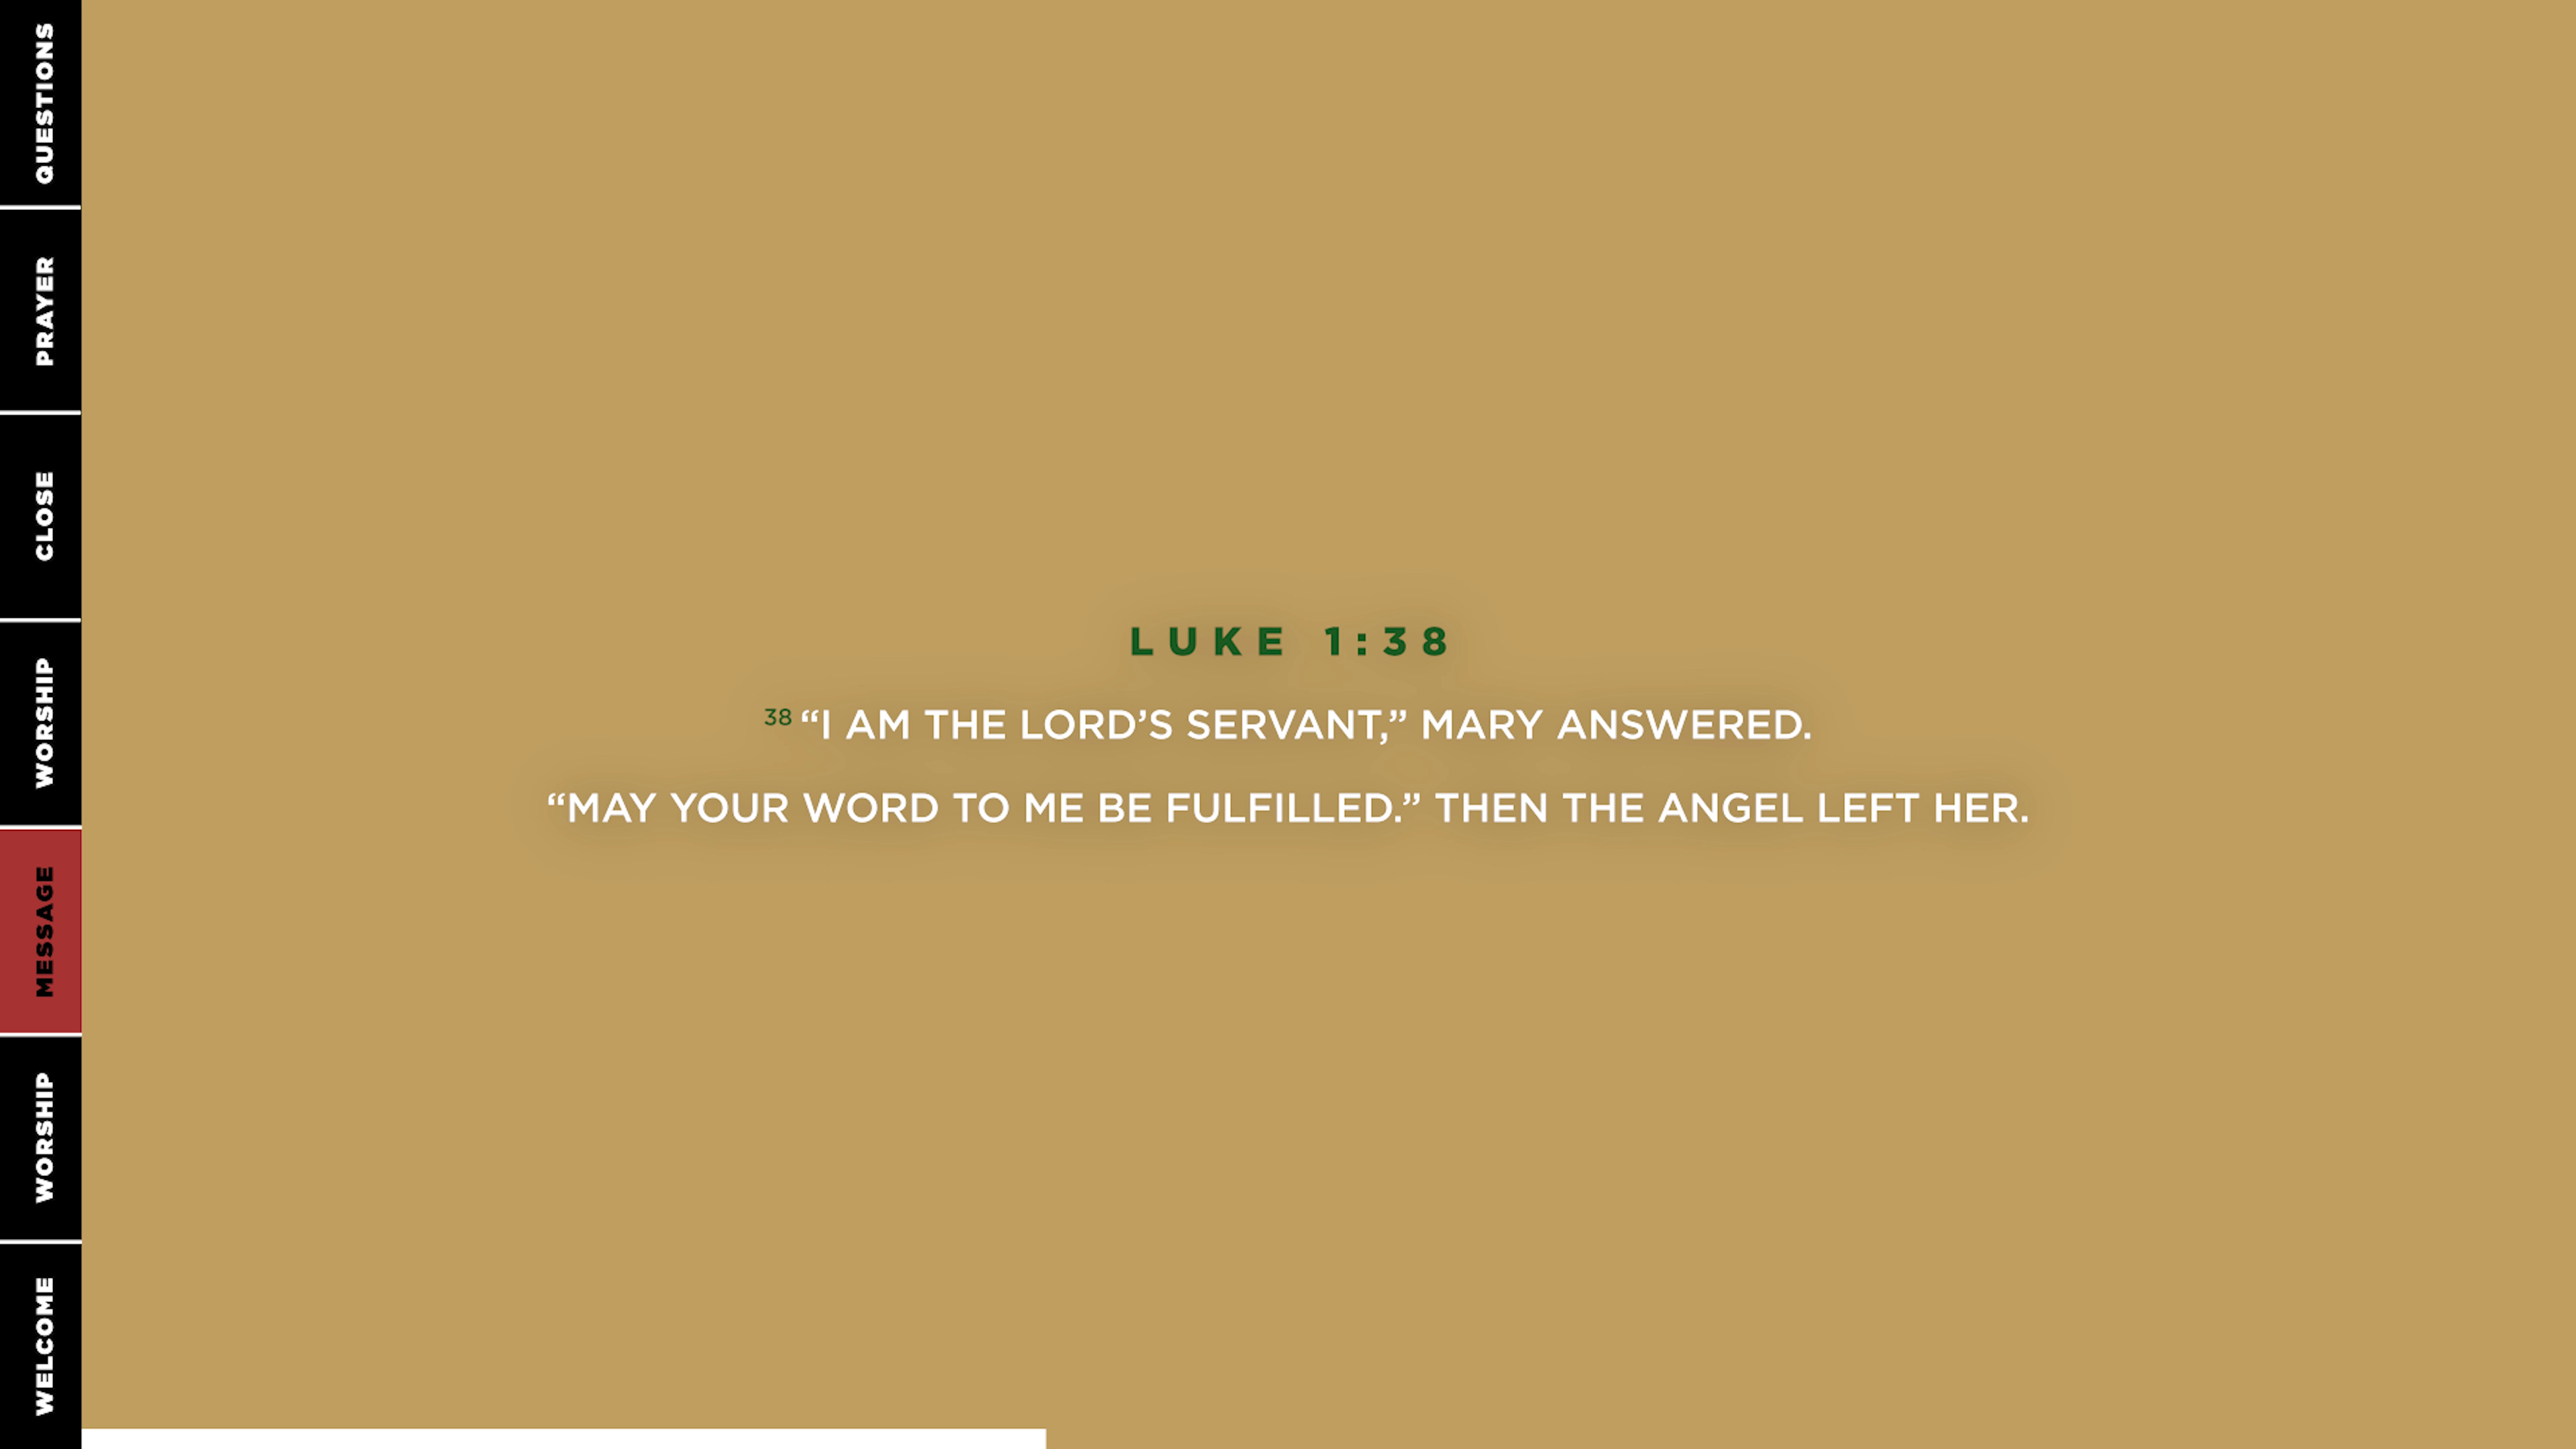 QUESTIONS
PRAYER
CLOSE
WORSHIP
MESSAGE
WORSHIP
WELCOME
LUKE 1:38
38 “I AM THE LORD’S SERVANT,” MARY ANSWERED.
“MAY YOUR WORD TO ME BE FULFILLED.” THEN THE ANGEL LEFT HER.